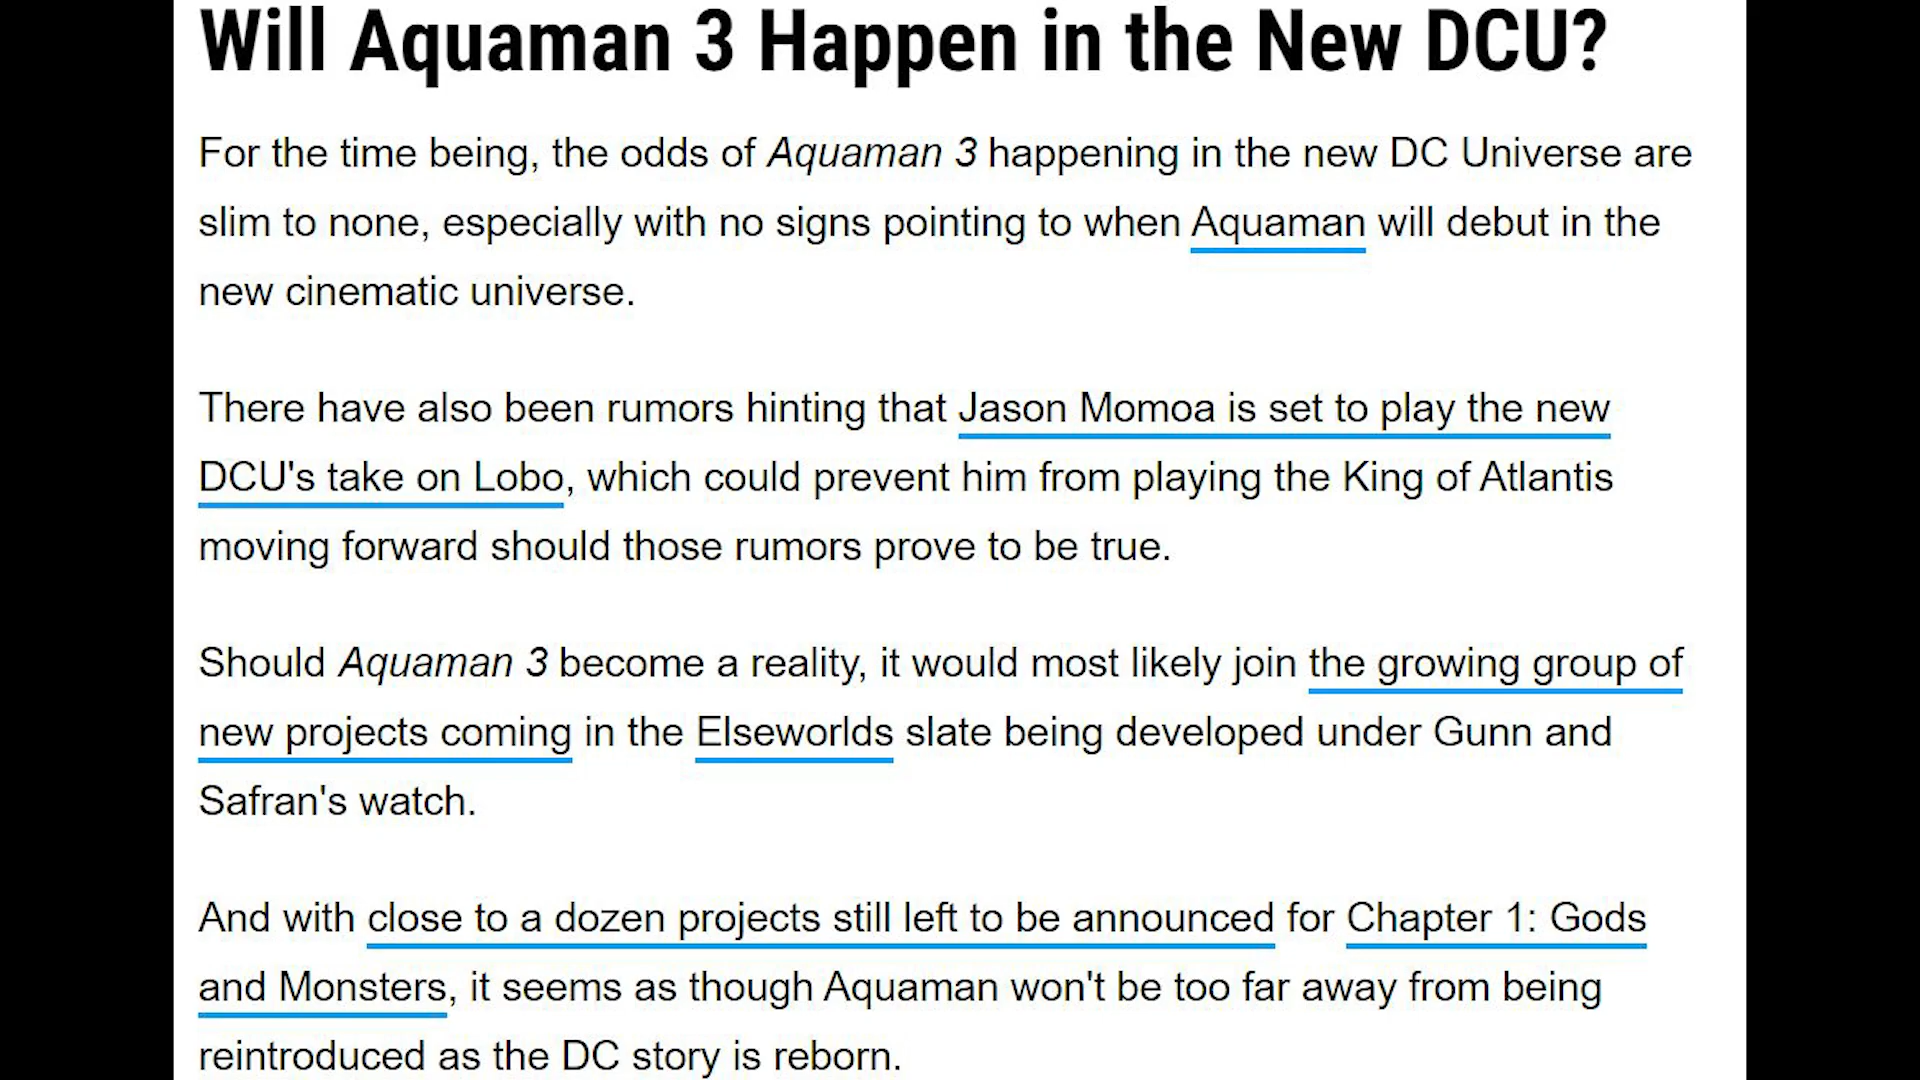 Will Aquaman 3 Happen in the New DCU?
For the time being, the odds of Aquaman 3 happening in the new DC Universe are
slim to none, especially with no signs pointing to when Aquaman will debut in the
new cinematic universe.
There have also been rumors hinting that Jason Momoa is set to play the new
DCU's take on Lobo, which could prevent him from playing the King of Atlantis
moving forward should those rumors prove to be true.
Should Aquaman 3 become a reality, it would most likely join the growing group of
new projects coming in the Elseworlds slate being developed under Gunn and
Safran's watch.
And with close to a dozen projects still left to be announced for Chapter 1: Gods
and Monsters, it seems as though Aquaman won't be too far away from being
reintroduced as the DC story is reborn.